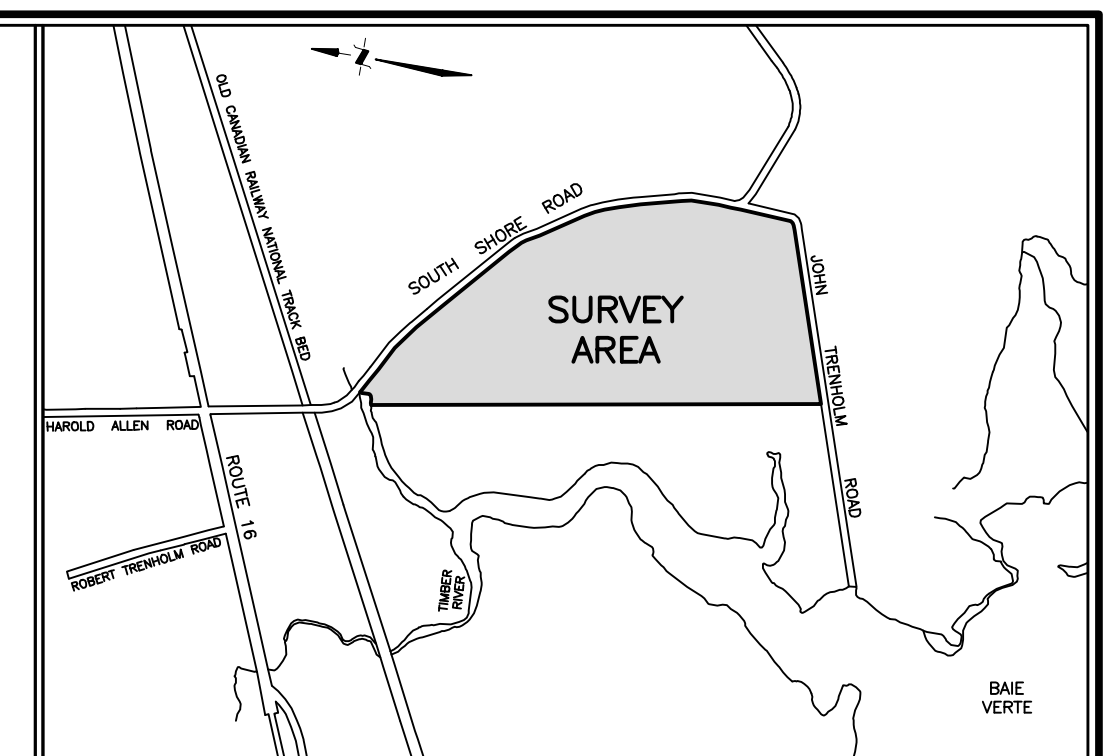 OLD CANADIAN RAILWAY NATIONAL TRACK BED
SOUTH SHORE ROAD
SURVEY
AREA
JOHN TRENHOLM ROAD
HAROLD ALLEN ROAD
ROUTE 16
ROBERT TRENHOLM ROAD
TIMBER
RIVER
BAIE
VERTE